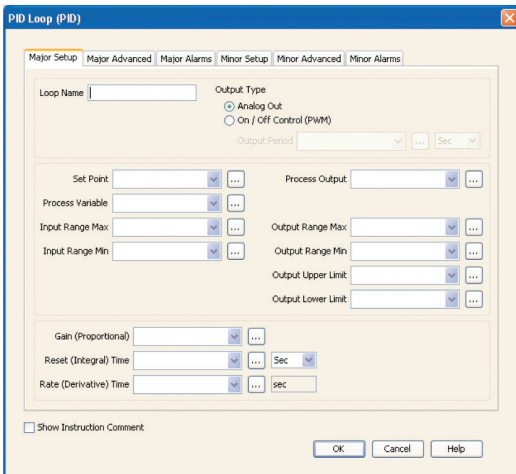 PID Loop (PID)
Major Setup Major Advanced Major Alarms Minor Setup Minor Advanced Minor Alarms
Loop Name
Output Type
Analog Out
On / Off Control (PWM)
Output Period ... Sec
Set Point ... Process Output ...
Process Variable ...
Input Range Max ... Output Range Max ...
Input Range Min ... Output Range Min ...
Output Upper Limit ...
Output Lower Limit ...
Gain (Proportional) ...
Reset (Integral) Time ... Sec
Rate (Derivative) Time ... sec
Show Instruction Comment
OK Cancel Help